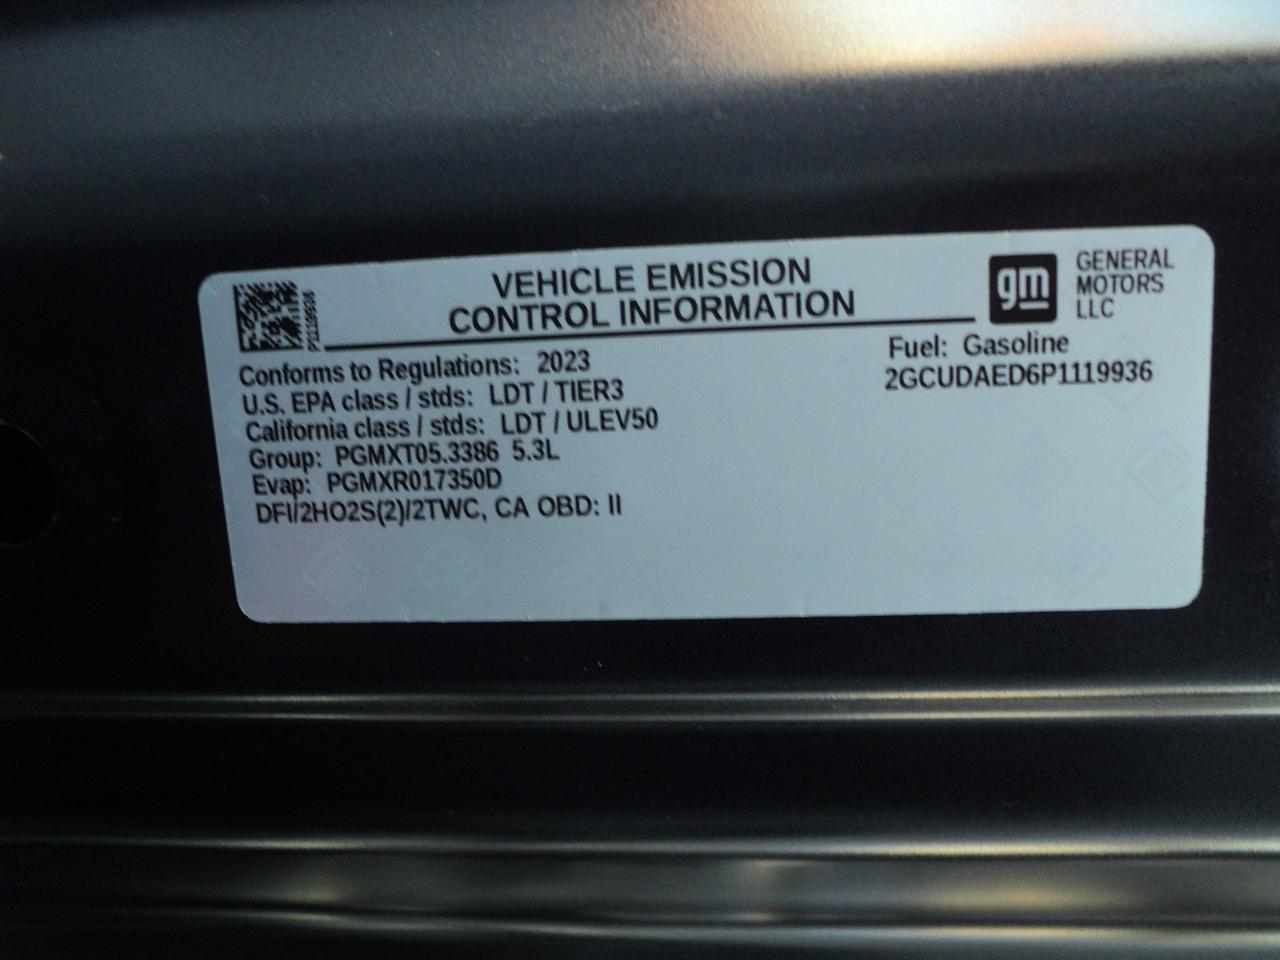 VEHICLE EMISSION
CONTROL INFORMATION
gm
GENERAL
MOTORS
LLC
Conforms to Regulations: 2023
U.S. EPA class / stds: LDT / TIER3
California class / stds: LDT / ULEV50
Group: PGMXT05.3386 5.3L
Evap: PGMXR017350D
DFI/2HO2S(2)/2TWC, CA OBD: II
Fuel: Gasoline
2GCUDAED6P1119936